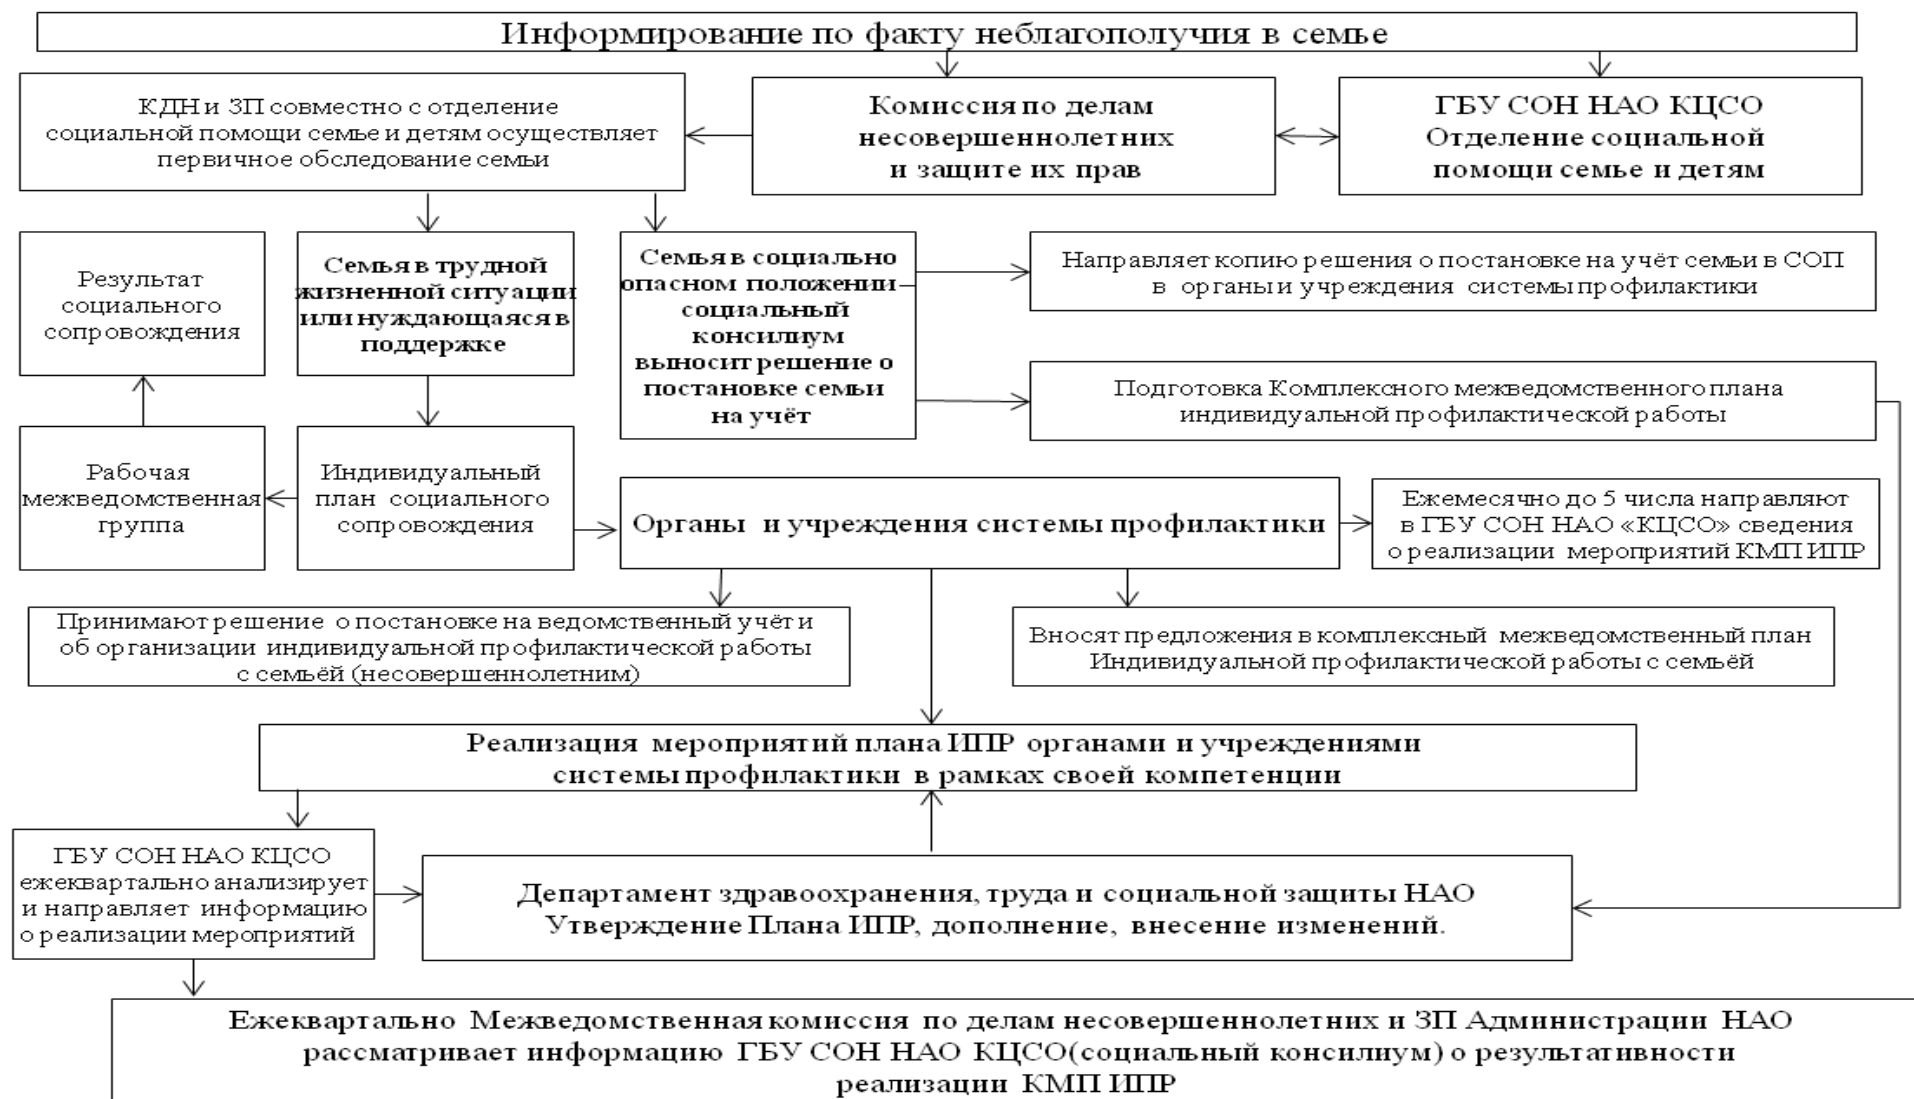 Информирование по факту неблагополучия в семье
КДН и ЗП совместно с отделение
социальной помощи семье и детям осуществляет
первичное обследование семьи
Комиссия по делам
несовершеннолетних
и защите их прав
ГБУ СОН НАО КЦСО
Отделение социальной
помощи семье и детям
Результат
социального
сопровождения
Семья в трудной
жизненной ситуации
или нуждающаяся в
поддержке
Семья в социально
опасном положении –
социальный
консилиум
выносит решение о
постановке семьи
на учёт
Направляет копию решения о постановке на учёт семьи в СОП
в органы и учреждения системы профилактики
Подготовка Комплексного межведомственного плана
индивидуальной профилактической работы
Рабочая
межведомственная
группа
Индивидуальный
план социального
сопровождения
Органы и учреждения системы профилактики
Ежемесячно до 5 числа направляют
в ГБУ СОН НАО «КЦСО» сведения
о реализации мероприятий КМП ИПР
Принимают решение о постановке на ведомственный учёт и
об организации индивидуальной профилактической работы
с семьёй (несовершеннолетним)
Вносят предложения в комплексный межведомственный план
Индивидуальной профилактической работы с семьёй
Реализация мероприятий плана ИПР органами и учреждениями
системы профилактики в рамках своей компетенции
ГБУ СОН НАО КЦСО
ежеквартально анализирует
и направляет информацию
о реализации мероприятий
Департамент здравоохранения, труда и социальной защиты НАО
Утверждение Плана ИПР, дополнение, внесение изменений.
Ежеквартально Межведомственная комиссия по делам несовершеннолетних и ЗП Администрации НАО
рассматривает информацию ГБУ СОН НАО КЦСО(социальный консилиум) о результативности
реализации КМП ИПР